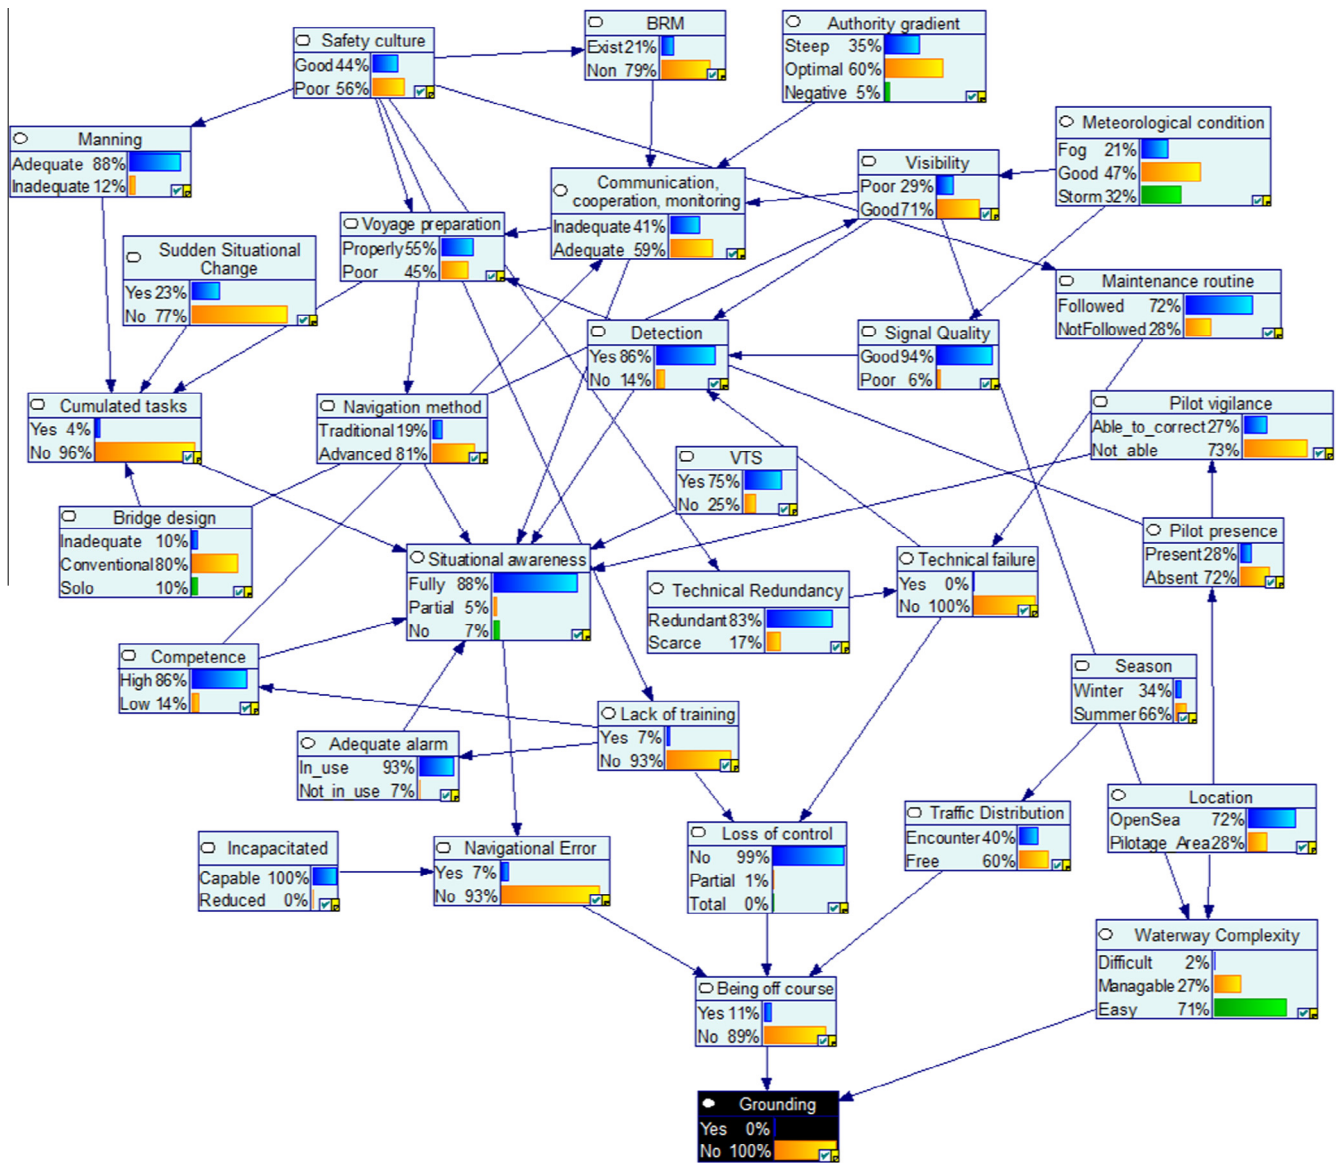 Safety culture
Good 44%
Poor 56%
BRM
Exist 21%
Non 79%
Authority gradient
Steep 35%
Optimal 60%
Negative 5%
Meteorological condition
Fog 21%
Good 47%
Storm 32%
Manning
Adequate 88%
Inadequate 12%
Communication,
cooperation, monitoring
Inadequate 41%
Adequate 59%
Visibility
Poor 29%
Good 71%
Voyage preparation
Properly 55%
Poor 45%
Sudden Situational
Change
Yes 23%
No 77%
Maintenance routine
Followed 72%
NotFollowed 28%
Detection
Yes 86%
No 14%
Signal Quality
Good 94%
Poor 6%
Cumulated tasks
Yes 4%
No 96%
Navigation method
Traditional 19%
Advanced 81%
Pilot vigilance
Able_to_correct 27%
Not_able 73%
VTS
Yes 75%
No 25%
Bridge design
Inadequate 10%
Conventional 80%
Solo 10%
Pilot presence
Present 28%
Absent 72%
Situational awareness
Fully 88%
Partial 5%
No 7%
Technical Redundancy
Redundant 83%
Scarce 17%
Technical failure
Yes 0%
No 100%
Competence
High 86%
Low 14%
Season
Winter 34%
Summer 66%
Lack of training
Yes 7%
No 93%
Adequate alarm
In_use 93%
Not_in_use 7%
Location
OpenSea 72%
Pilotage_Area 28%
Traffic Distribution
Encounter 40%
Free 60%
Incapacitated
Capable 100%
Reduced 0%
Navigational Error
Yes 7%
No 93%
Loss of control
No 99%
Partial 1%
Total 0%
Waterway Complexity
Difficult 2%
Managable 27%
Easy 71%
Being off course
Yes 11%
No 89%
Grounding
Yes 0%
No 100%